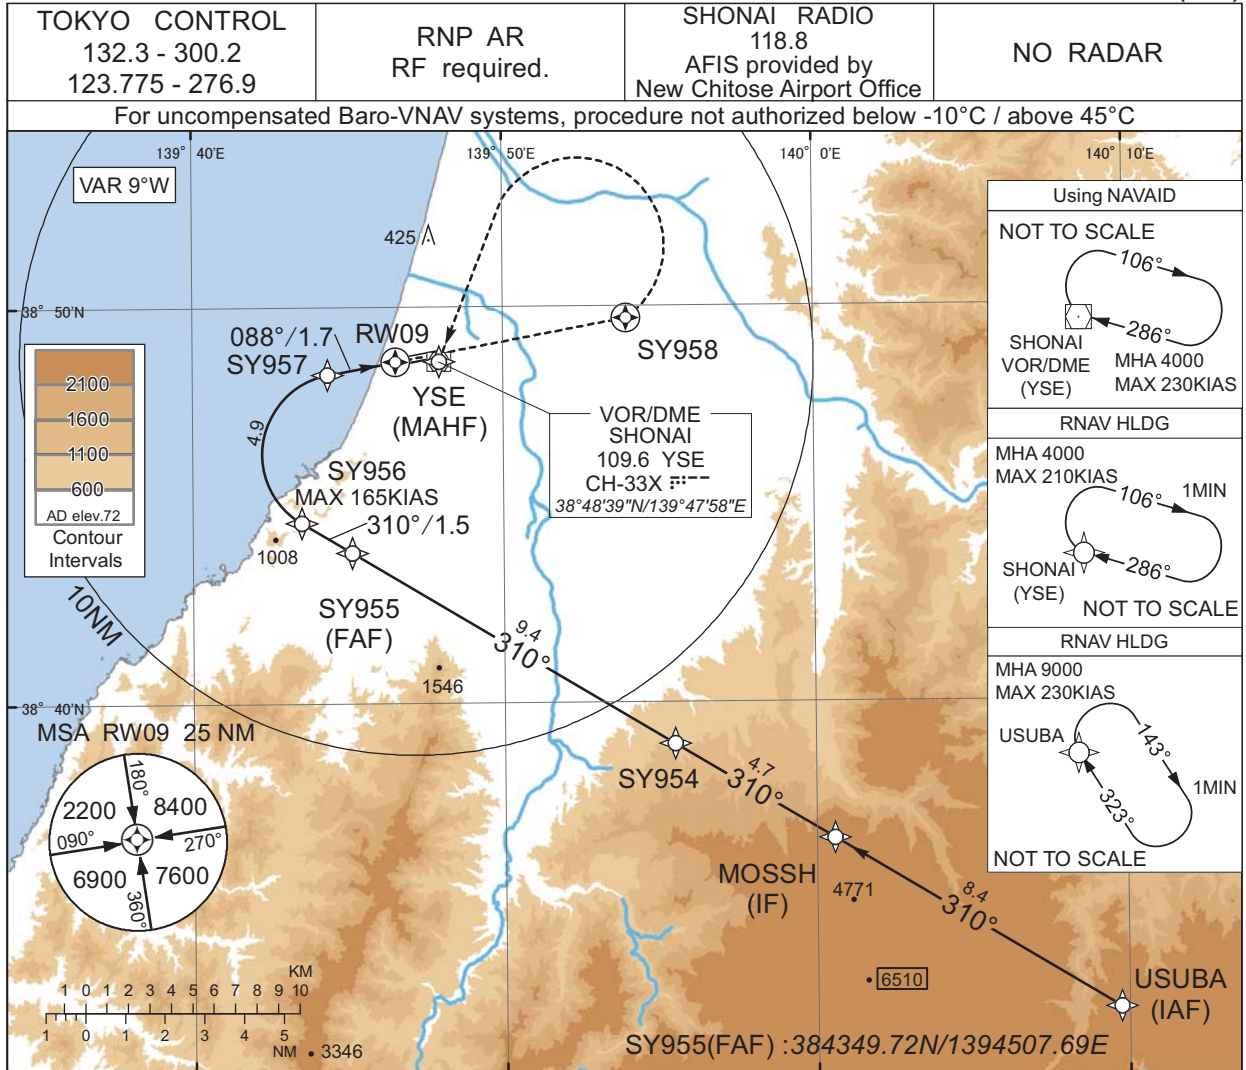 TOKYO CONTROL
132.3 - 300.2
123.775 - 276.9
RNP AR
RF required.
SHONAI RADIO
118.8
AFIS provided by
New Chitose Airport Office
NO RADAR
For uncompensated Baro-VNAV systems, procedure not authorized below -10°C / above 45°C
139° 40'E
139° 50'E
140° 0'E
140° 10'E
VAR 9°W
425
38° 50'N
088°/1.7
SY957
RW09
SY958
YSE
(MAHF)
2100
1600
1100
600
AD elev.72
Contour
Intervals
4.9
VOR/DME
SHONAI
109.6 YSE
CH-33X
38°48'39"N/139°47'58"E
SY956
MAX 165KIAS
310°/1.5
1008
SY955
(FAF)
10NM
9.4
310°
1546
38° 40'N
MSA RW09 25 NM
180°
2200
8400
090°
270°
6900
7600
360°
SY954
4.7
310°
MOSSH
(IF)
4771
8.4
310°
6510
USUBA
(IAF)
KM
1 0 1 2 3 4 5 6 7 8 9 10
1 0 1 2 3 4 5
NM
3346
SY955(FAF) :384349.72N/1394507.69E
Using NAVAID
NOT TO SCALE
106°
286°
SHONAI
VOR/DME
(YSE)
MHA 4000
MAX 230KIAS
RNAV HLDG
MHA 4000
MAX 210KIAS
106°
1MIN
286°
SHONAI
(YSE)
NOT TO SCALE
RNAV HLDG
MHA 9000
MAX 230KIAS
USUBA
143°
1MIN
323°
NOT TO SCALE